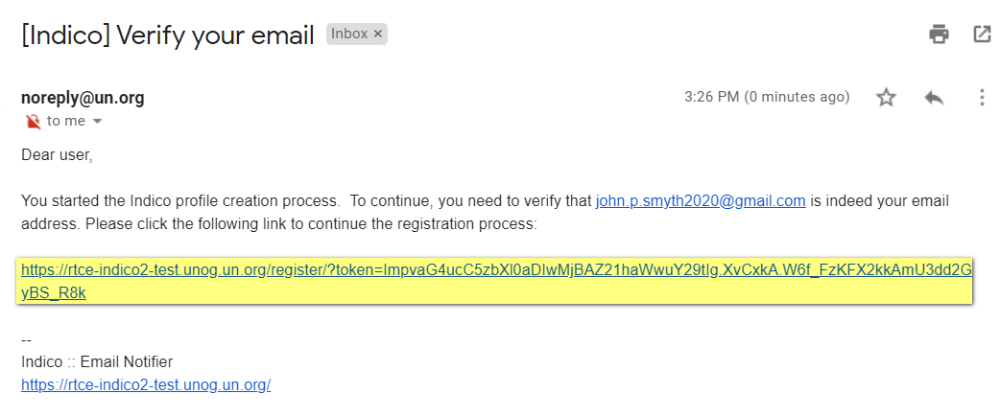 [Indico] Verify your email Inbox ×
noreply@un.org 3:26 PM (0 minutes ago)
to me
Dear user,
You started the Indico profile creation process. To continue, you need to verify that john.p.smyth2020@gmail.com is indeed your email
address. Please click the following link to continue the registration process:
https://rtce-indico2-test.unog.un.org/register/?token=ImpvaG4ucC5zbXl0aDIwMjBAZ21haWwuY29tIg.XvCxkA.W6f_FzKFX2kkAmU3dd2G
yBS_R8k
--
Indico :: Email Notifier
https://rtce-indico2-test.unog.un.org/